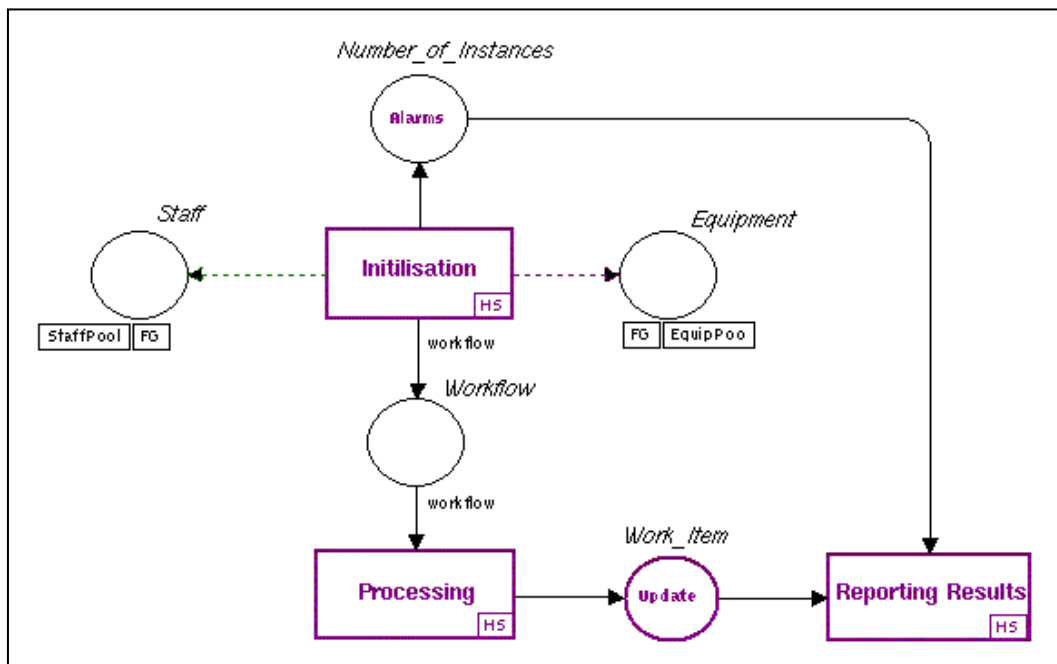 Number_of_Instances
Alarms
Staff
Equipment
Initilisation
HS
StaffPool FG
FG EquipPoo
workflow
Workflow
workflow
Work_Item
Processing
HS
Update
Reporting Results
HS